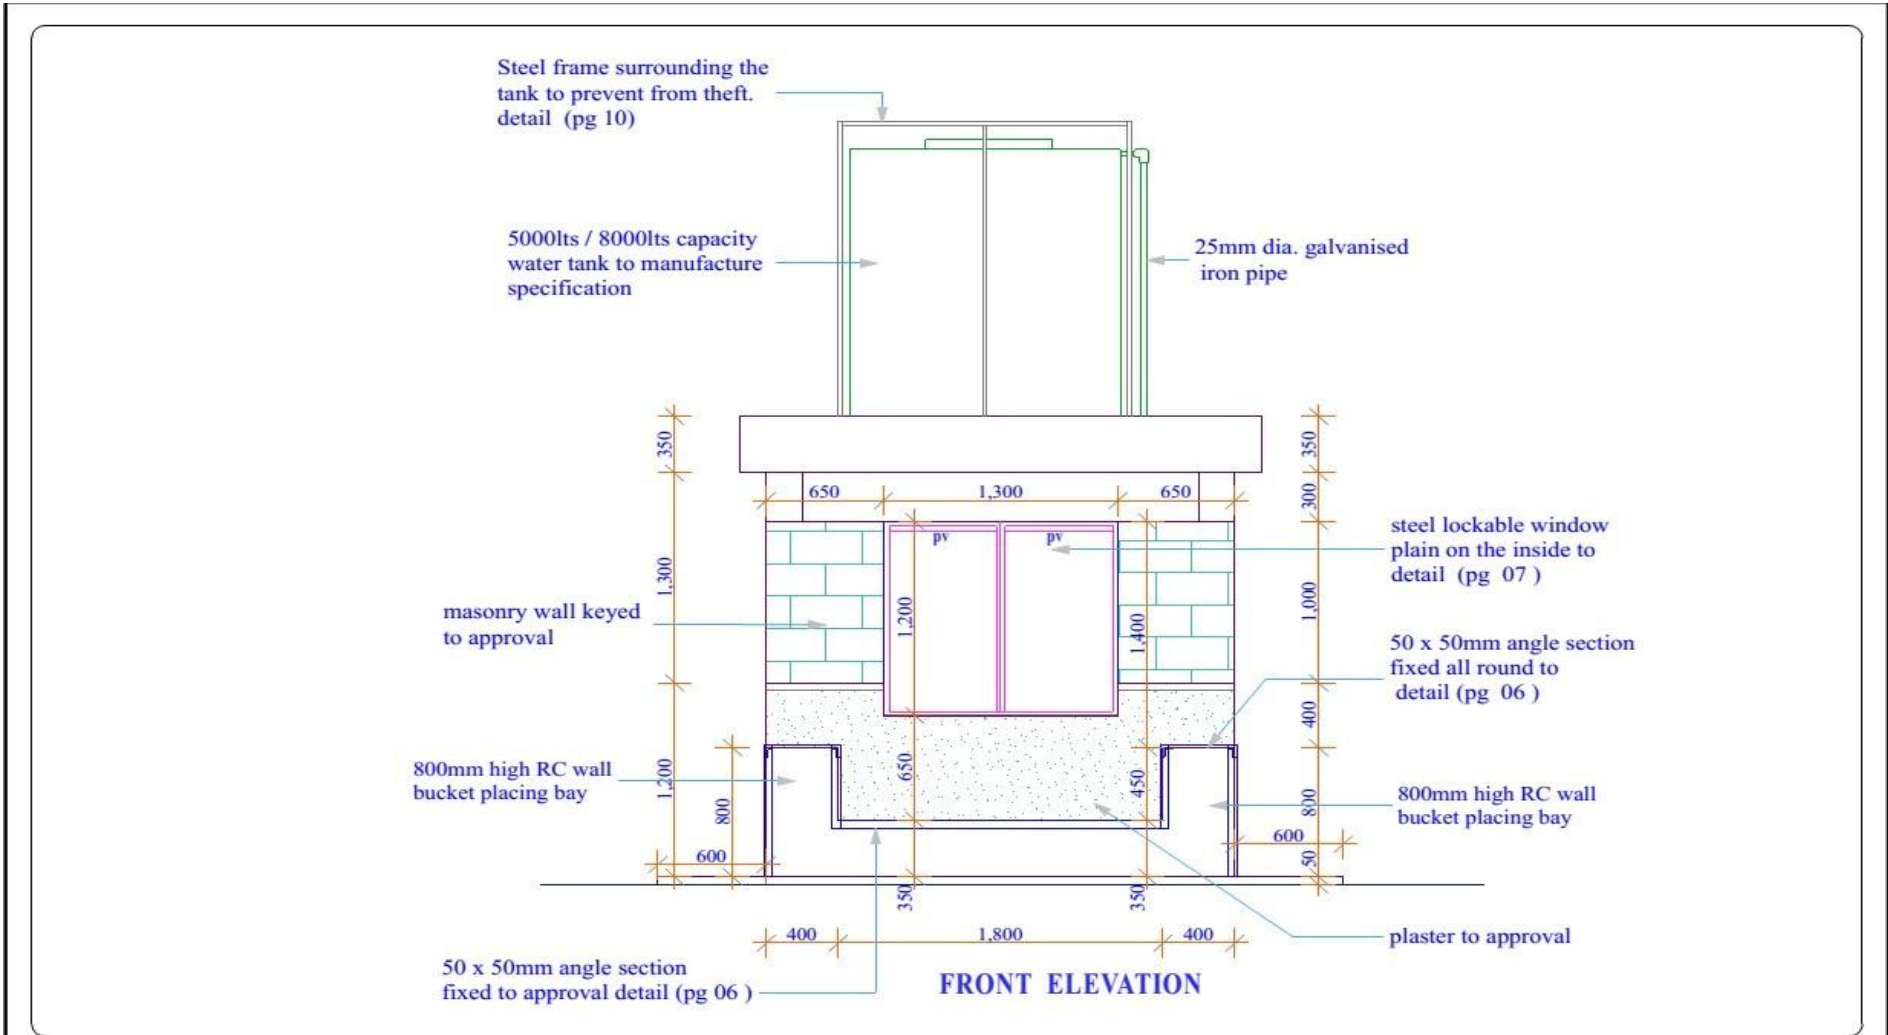 Steel frame surrounding the
tank to prevent from theft.
detail (pg 10)
5000lts / 8000lts capacity
water tank to manufacture
specification
25mm dia. galvanised
iron pipe
350
350
650
1,300
650
300
pv
pv
steel lockable window
plain on the inside to
detail (pg 07 )
1,300
1,200
1,400
1,000
masonry wall keyed
to approval
50 x 50mm angle section
fixed all round to
detail (pg 06 )
400
800mm high RC wall
bucket placing bay
1,200
800
650
450
800
800mm high RC wall
bucket placing bay
600
600
50
350
350
400
1,800
400
plaster to approval
50 x 50mm angle section
fixed to approval detail (pg 06 )
FRONT ELEVATION